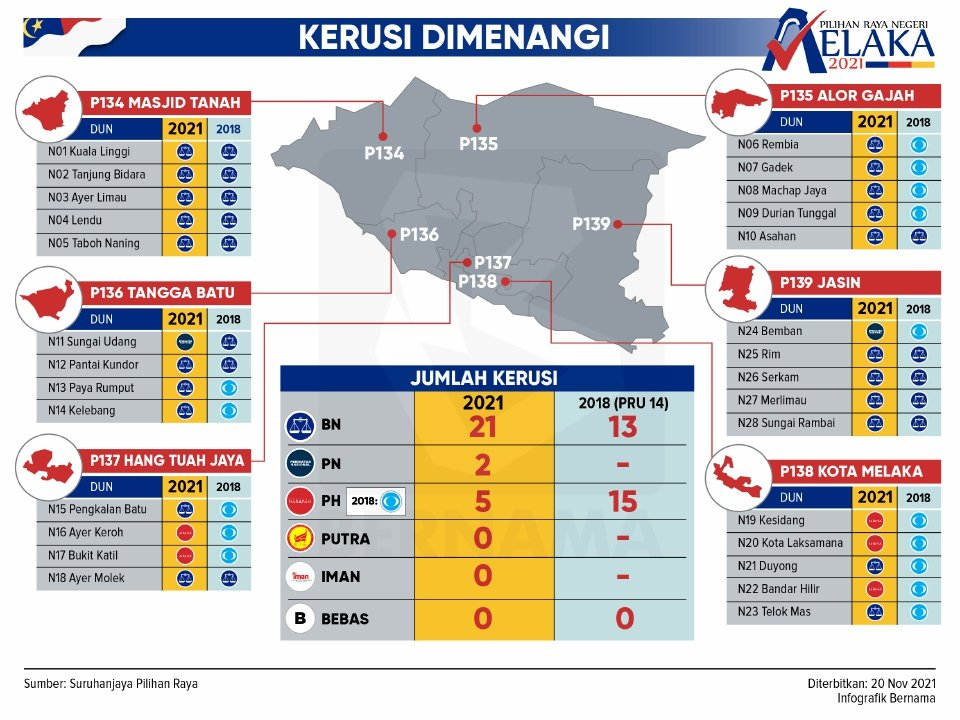 KERUSI DIMENANGI
PILIHAN RAYA NEGERI
MELAKA
2021
P134 MASJID TANAH
DUN 2021 2018
N01 Kuala Linggi
N02 Tanjung Bidara
N03 Ayer Limau
N04 Lendu
N05 Taboh Naning
P136 TANGGA BATU
DUN 2021 2018
N11 Sungai Udang
N12 Pantai Kundor
N13 Paya Rumput
N14 Kelebang
P137 HANG TUAH JAYA
DUN 2021 2018
N15 Pengkalan Batu
N16 Ayer Keroh
N17 Bukit Katil
N18 Ayer Molek
P134
P135
P136
P139
P137
P138
P135 ALOR GAJAH
DUN 2021 2018
N06 Rembia
N07 Gadek
N08 Machap Jaya
N09 Durian Tunggal
N10 Asahan
P139 JASIN
DUN 2021 2018
N24 Bemban
N25 Rim
N26 Serkam
N27 Merlimau
N28 Sungai Rambai
P138 KOTA MELAKA
DUN 2021 2018
N19 Kesidang
N20 Kota Laksamana
N21 Duyong
N22 Bandar Hilir
N23 Telok Mas
JUMLAH KERUSI
2021 2018 (PRU 14)
BN 21 13
PERIKATAN NASIONAL PN 2 -
HARAPAN PH 2018: 5 15
PUTRA 0 -
iman IMAN 0 -
B BEBAS 0 0
BERNAMA
Sumber: Suruhanjaya Pilihan Raya
Diterbitkan: 20 Nov 2021
Infografik Bernama